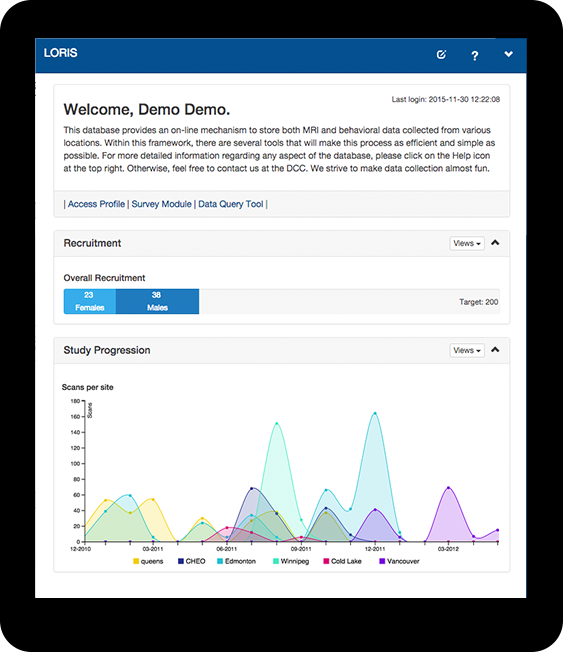 LORIS
?
Last login: 2015-11-30 12:22:08
Welcome, Demo Demo.
This database provides an on-line mechanism to store both MRI and behavioral data collected from various
locations. Within this framework, there are several tools that will make this process as efficient and simple as
possible. For more detailed information regarding any aspect of the database, please click on the Help icon
at the top right. Otherwise, feel free to contact us at the DCC. We strive to make data collection almost fun.
| Access Profile | Survey Module | Data Query Tool |
Recruitment
Views
Overall Recruitment
23 38
Females Males
Target: 200
Study Progression
Views
Scans per site
Scans
180
160
140
120
100
80
60
40
20
0
12-2010 03-2011 06-2011 09-2011 12-2011 03-2012
queens CHEO Edmonton Winnipeg Cold Lake Vancouver